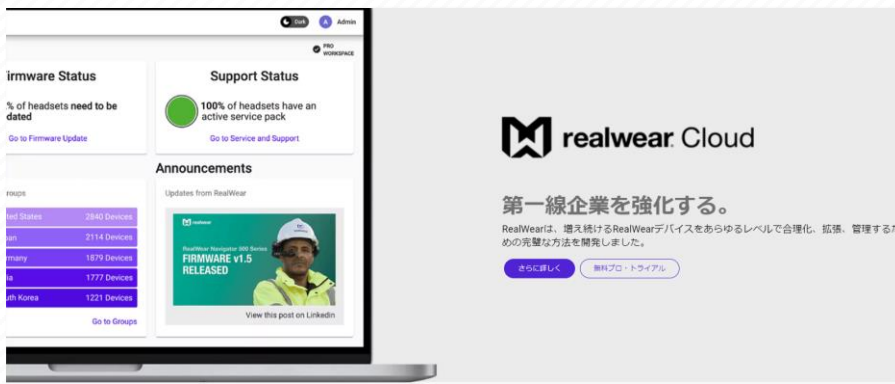 Dark
A
Admin
PRO
WORKSPACE
irmware Status
% of headsets need to be
dated
Go to Firmware Update
Support Status
100% of headsets have an
active service pack
Go to Service and Support
roups
ted States 2840 Devices
pan 2114 Devices
rmany 1879 Devices
ia 1777 Devices
uth Korea 1221 Devices
Go to Groups
Announcements
Updates from RealWear
realwear
RealWear Navigator 500 Series
FIRMWARE v1.5
RELEASED
View this post on Linkedin
realwear. Cloud
第一線企業を強化する。
RealWearは、増え続けるRealWearデバイスをあらゆるレベルで合理化、拡張、管理するた
めの完璧な方法を開発しました。
さらに詳しく
無料プロ・トライアル